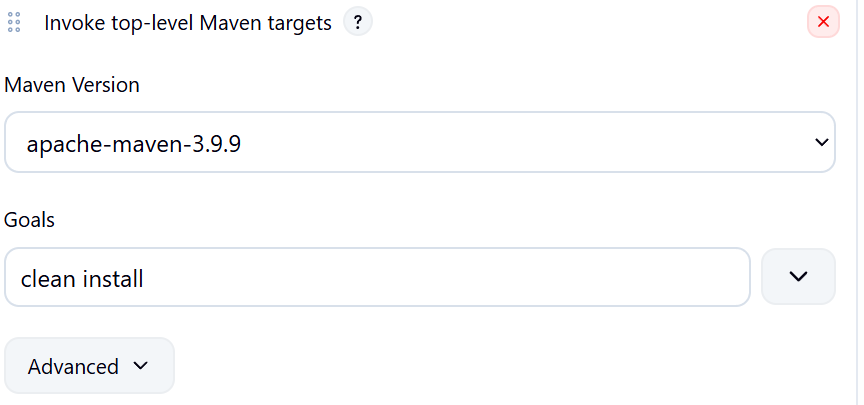 Invoke top-level Maven targets ?
Maven Version
apache-maven-3.9.9
Goals
clean install
Advanced